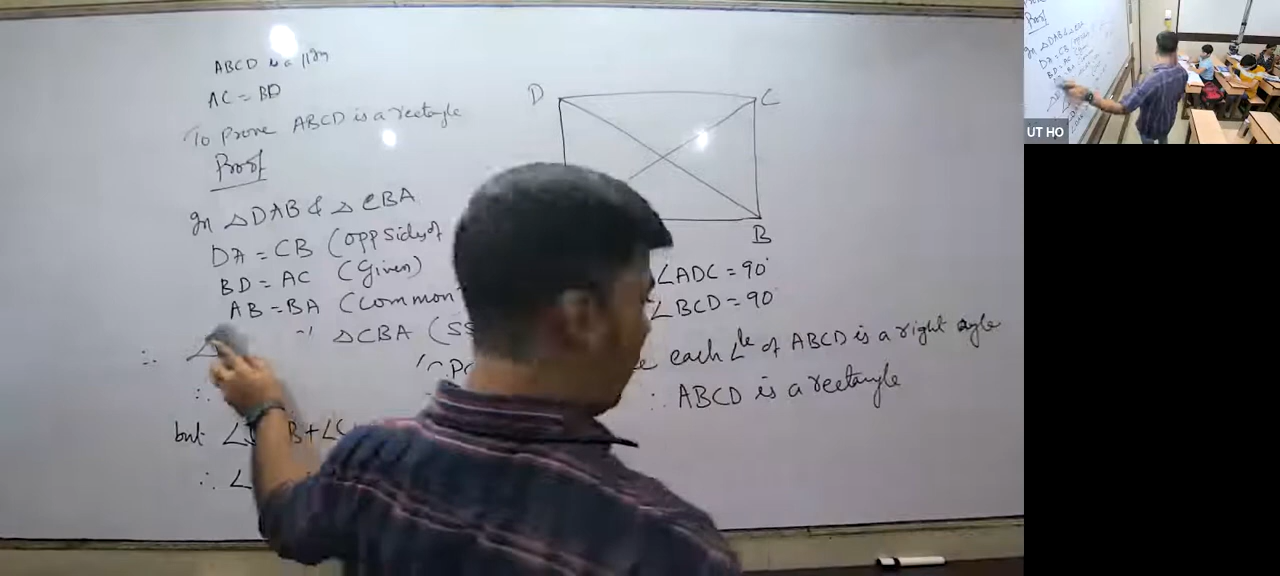 ABCD is a ||gm
AC = BD
To Prove ABCD is a rectangle
Proof
In △DAB & △CBA
DA = CB (opp sides of
BD = AC (Given)
AB = BA (Common
∴ △ △CBA (SS
∴
but ∠ B + ∠C
∴ ∠
D
C
B
∠ADC = 90°
∠BCD = 90°
each ∠le of ABCD is a right angle
∴ ABCD is a rectangle
UT HO